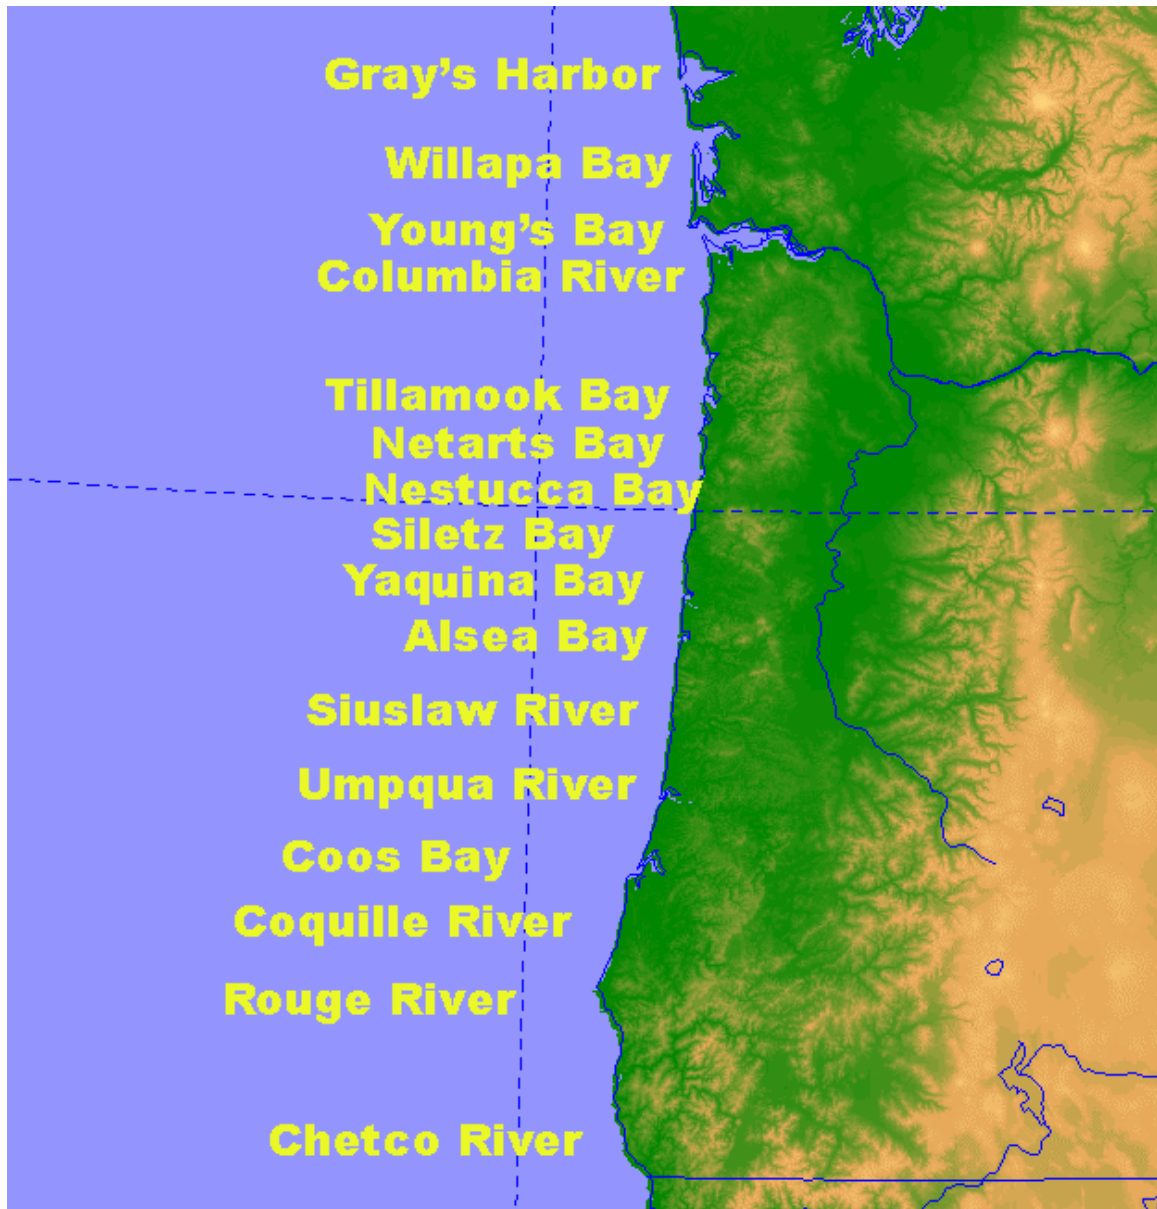 Gray’s Harbor
Willapa Bay
Young’s Bay
Columbia River
Tillamook Bay
Netarts Bay
Nestucca Bay
Siletz Bay
Yaquina Bay
Alsea Bay
Siuslaw River
Umpqua River
Coos Bay
Coquille River
Rouge River
Chetco River